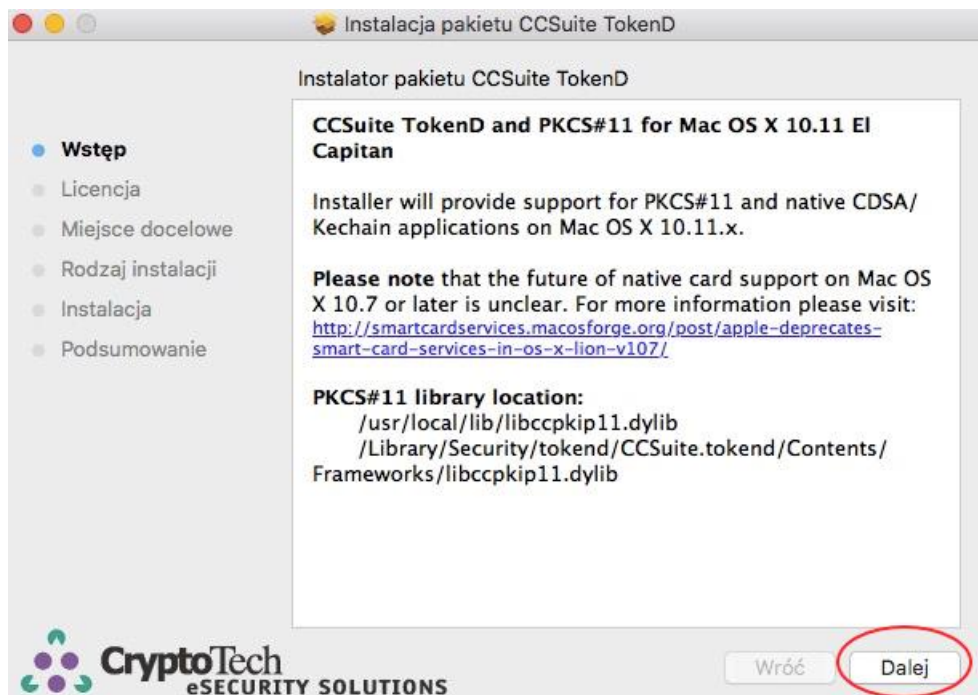 Instalacja pakietu CCSuite TokenD
Instalator pakietu CCSuite TokenD
Wstęp
Licencja
Miejsce docelowe
Rodzaj instalacji
Instalacja
Podsumowanie
CCSuite TokenD and PKCS#11 for Mac OS X 10.11 El
Capitan
Installer will provide support for PKCS#11 and native CDSA/
Kechain applications on Mac OS X 10.11.x.
Please note that the future of native card support on Mac OS
X 10.7 or later is unclear. For more information please visit:
http://smartcardservices.macosforge.org/post/apple-deprecates-
smart-card-services-in-os-x-lion-v107/
PKCS#11 library location:
/usr/local/lib/libccpkip11.dylib
/Library/Security/tokend/CCSuite.tokend/Contents/
Frameworks/libccpkip11.dylib
CryptoTech
eSECURITY SOLUTIONS
Wróć
Dalej